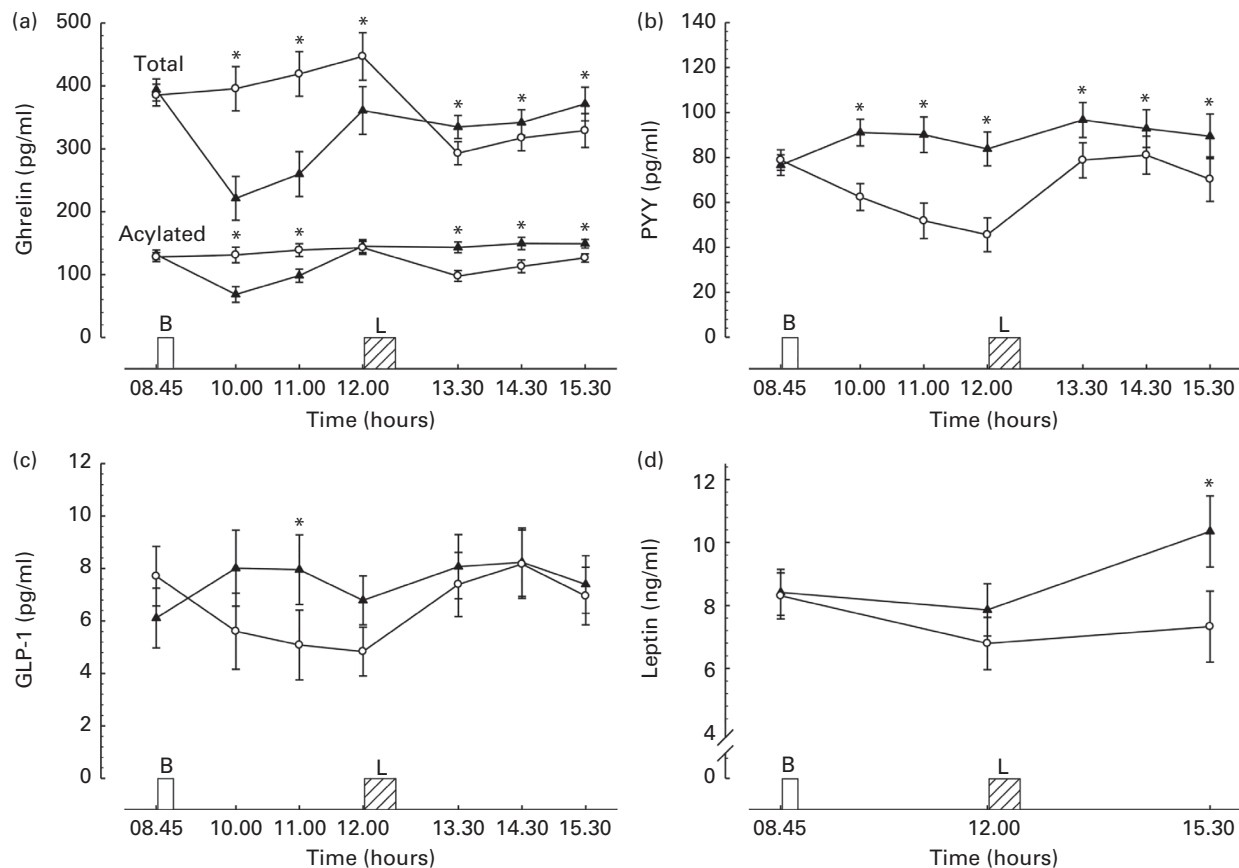 (a)
500
400
300
200
100
0
Ghrelin (pg/ml)
Total
Acylated
* * * * * *
* * * * *
B L
08.45 10.00 11.00 12.00 13.30 14.30 15.30
Time (hours)
(b)
140
120
100
80
60
40
20
0
PYY (pg/ml)
* * * * * *
B L
08.45 10.00 11.00 12.00 13.30 14.30 15.30
Time (hours)
(c)
12
10
8
6
4
2
0
GLP-1 (pg/ml)
*
B L
08.45 10.00 11.00 12.00 13.30 14.30 15.30
Time (hours)
(d)
12
10
8
6
4
0
Leptin (ng/ml)
*
B L
08.45 12.00 15.30
Time (hours)